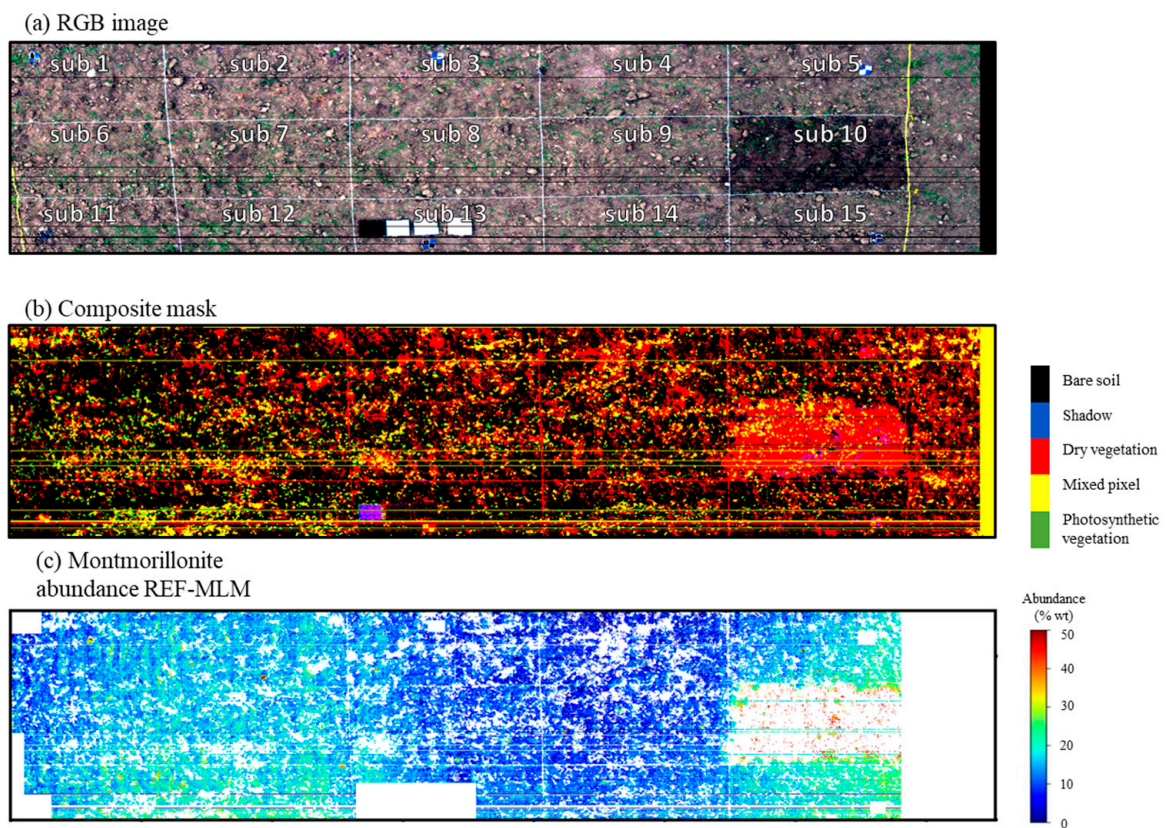 (a) RGB image
sub 1 sub 2 sub 3 sub 4 sub 5
sub 6 sub 7 sub 8 sub 9 sub 10
sub 11 sub 12 sub 13 sub 14 sub 15
(b) Composite mask
Bare soil
Shadow
Dry vegetation
Mixed pixel
Photosynthetic
vegetation
(c) Montmorillonite
abundance REF-MLM
Abundance
(% wt)
50
40
30
20
10
0